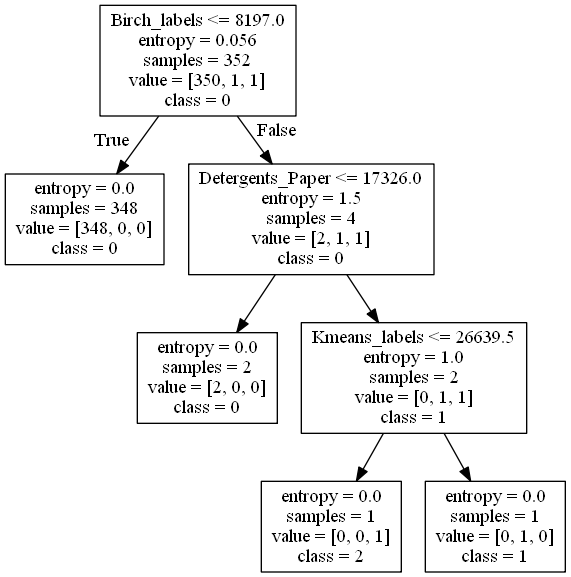 Birch_labels <= 8197.0
entropy = 0.056
samples = 352
value = [350, 1, 1]
class = 0
True
False
entropy = 0.0
samples = 348
value = [348, 0, 0]
class = 0
Detergents_Paper <= 17326.0
entropy = 1.5
samples = 4
value = [2, 1, 1]
class = 0
entropy = 0.0
samples = 2
value = [2, 0, 0]
class = 0
Kmeans_labels <= 26639.5
entropy = 1.0
samples = 2
value = [0, 1, 1]
class = 1
entropy = 0.0
samples = 1
value = [0, 0, 1]
class = 2
entropy = 0.0
samples = 1
value = [0, 1, 0]
class = 1